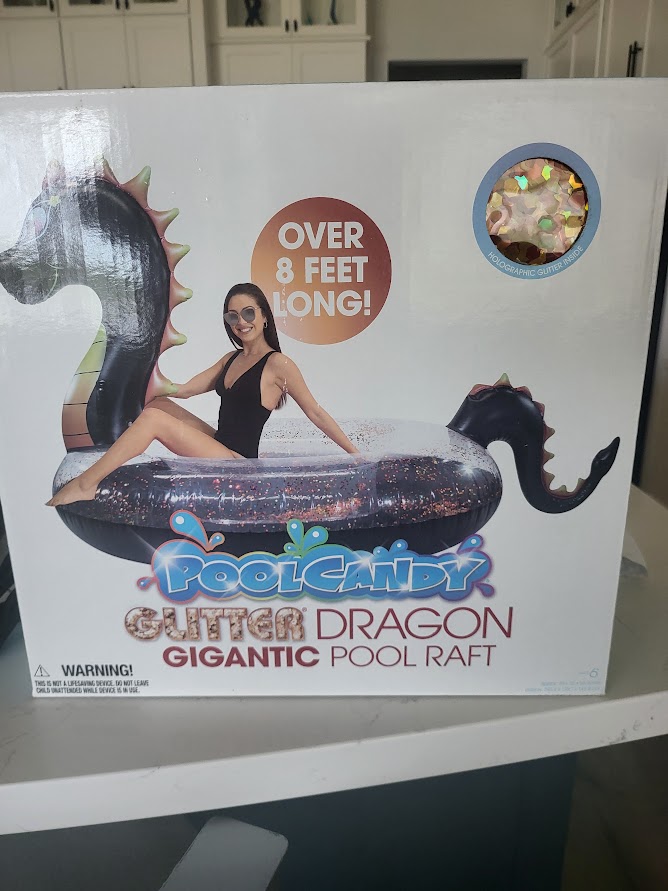 OVER
8 FEET
LONG!
HOLOGRAPHIC GLITTER INSIDE
POOLCANDY
GLITTER® DRAGON
GIGANTIC POOL RAFT
WARNING!
THIS IS NOT A LIFESAVING DEVICE. DO NOT LEAVE
CHILD UNATTENDED WHILE DEVICE IS IN USE.
6